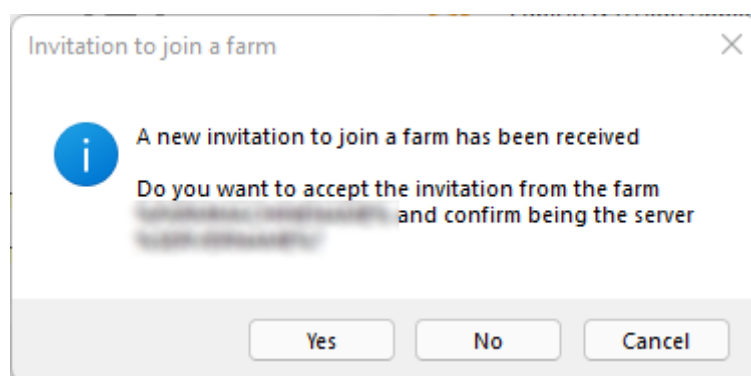 Invitation to join a farm
A new invitation to join a farm has been received
Do you want to accept the invitation from the farm
and confirm being the server
Yes
No
Cancel